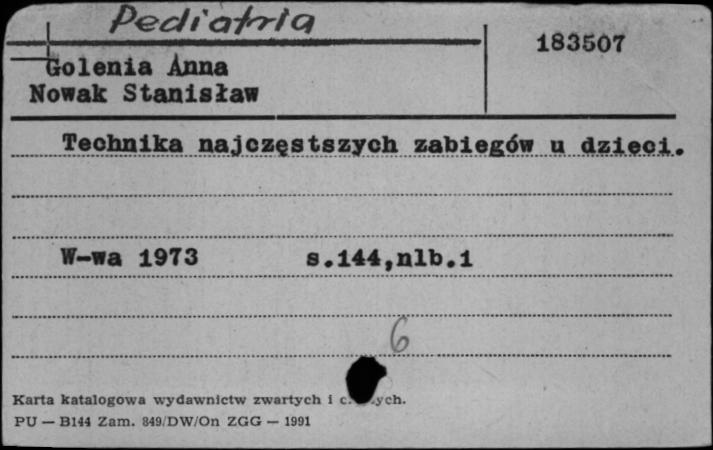 Pediatria
183507
Golenia Anna
Nowak Stanisław
Technika najczęstszych zabiegów u dzieci.
W-wa 1973 s.144,nlb.1
6
Karta katalogowa wydawnictw zwartych i
PU — B144 Zam. 849/DW/On ZGG — 1991